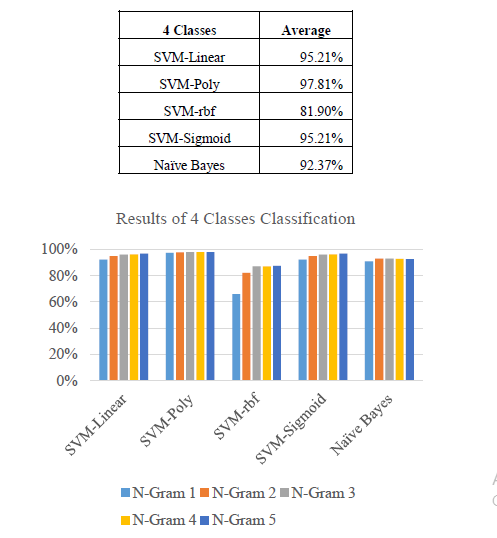 4 Classes Average
SVM-Linear 95.21%
SVM-Poly 97.81%
SVM-rbf 81.90%
SVM-Sigmoid 95.21%
Naïve Bayes 92.37%
Results of 4 Classes Classification
100%
80%
60%
40%
20%
0%
SVM-Linear
SVM-Poly
SVM-rbf
SVM-Sigmoid
Naïve Bayes
N-Gram 1 N-Gram 2 N-Gram 3
N-Gram 4 N-Gram 5